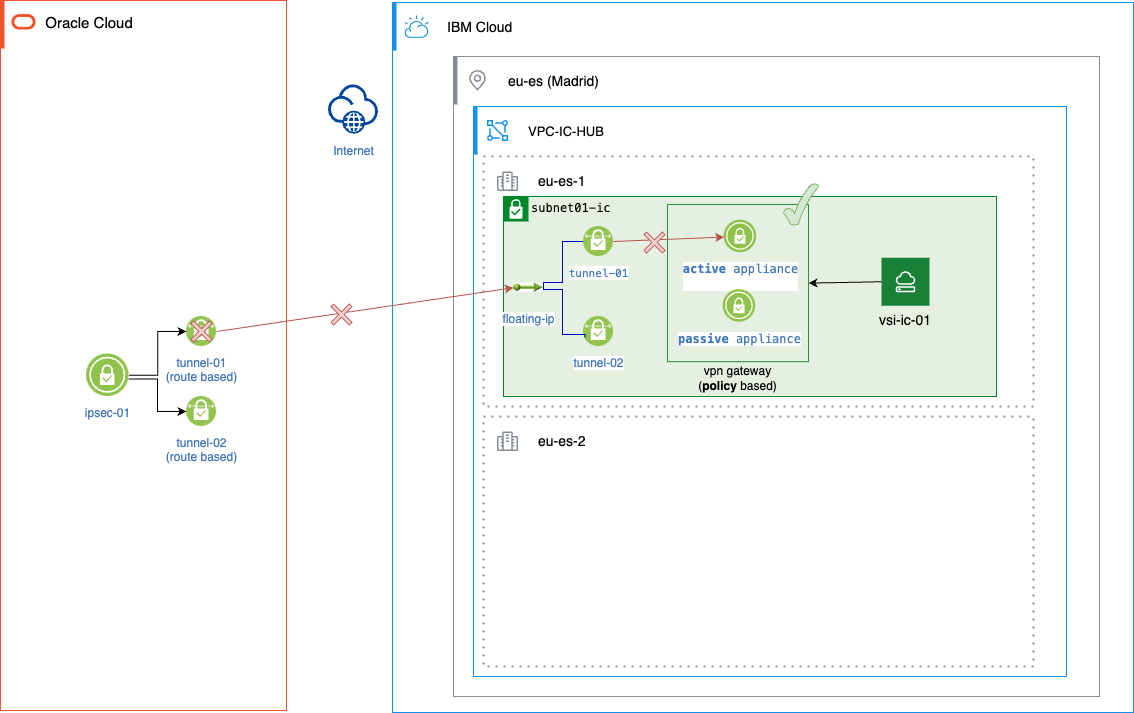 Oracle Cloud
IBM Cloud
eu-es (Madrid)
Internet
VPC-IC-HUB
eu-es-1
subnet01-ic
tunnel-01
active appliance
floating-ip
vsi-ic-01
passive appliance
tunnel-02
vpn gateway
(policy based)
tunnel-01
(route based)
ipsec-01
tunnel-02
(route based)
eu-es-2